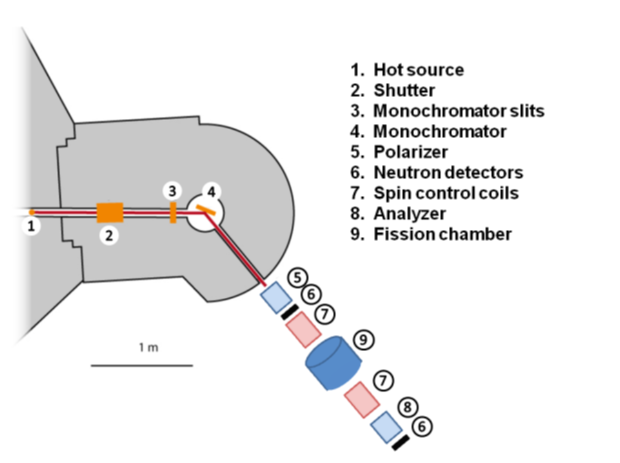 1. Hot source
2. Shutter
3. Monochromator slits
4. Monochromator
5. Polarizer
6. Neutron detectors
7. Spin control coils
8. Analyzer
9. Fission chamber
3
4
1
2
5
6
7
9
1 m
7
8
6